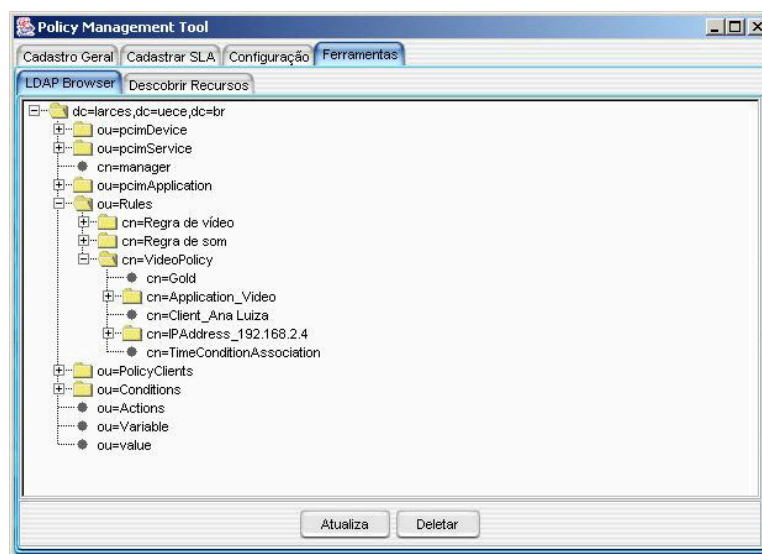 Policy Management Tool
Cadastro Geral Cadastrar SLA Configuração Ferramentas
LDAP Browser Descobrir Recursos
dc=larces,dc=uece,dc=br
ou=pcimDevice
ou=pcimService
cn=manager
ou=pcimApplication
ou=Rules
cn=Regra de vídeo
cn=Regra de som
cn=VideoPolicy
cn=Gold
cn=Application_Video
cn=Client_Ana Luiza
cn=IPAddress_192.168.2.4
cn=TimeConditionAssociation
ou=PolicyClients
ou=Conditions
ou=Actions
ou=Variable
ou=value
Atualiza Deletar